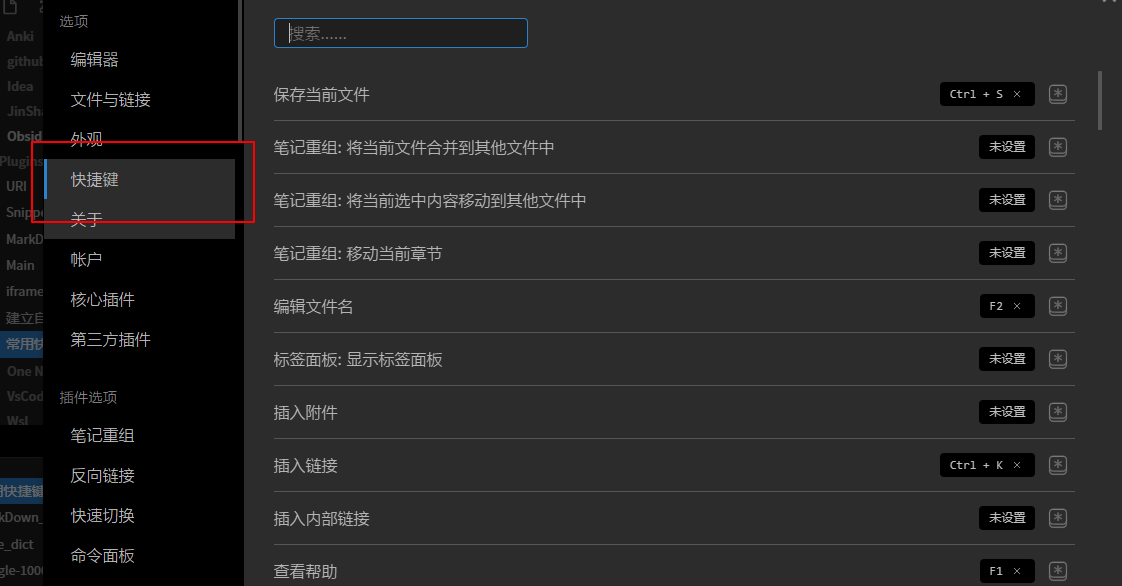 Anki
github
Idea
Obsid
Plugins
URI
Snippe
MarkD
Main
iframe
建立自
常用快
One N
VsCod
Wsl
用快捷键
kDown_
e_dict
gle-1000
选项
编辑器
文件与链接
外观
快捷键
关于
帐户
核心插件
第三方插件
插件选项
笔记重组
反向链接
快速切换
命令面板
搜索......
保存当前文件 Ctrl + S ×
笔记重组: 将当前文件合并到其他文件中 未设置
笔记重组: 将当前选中内容移动到其他文件中 未设置
笔记重组: 移动当前章节 未设置
编辑文件名 F2 ×
标签面板: 显示标签面板 未设置
插入附件 未设置
插入链接 Ctrl + K ×
插入内部链接 未设置
查看帮助 F1 ×